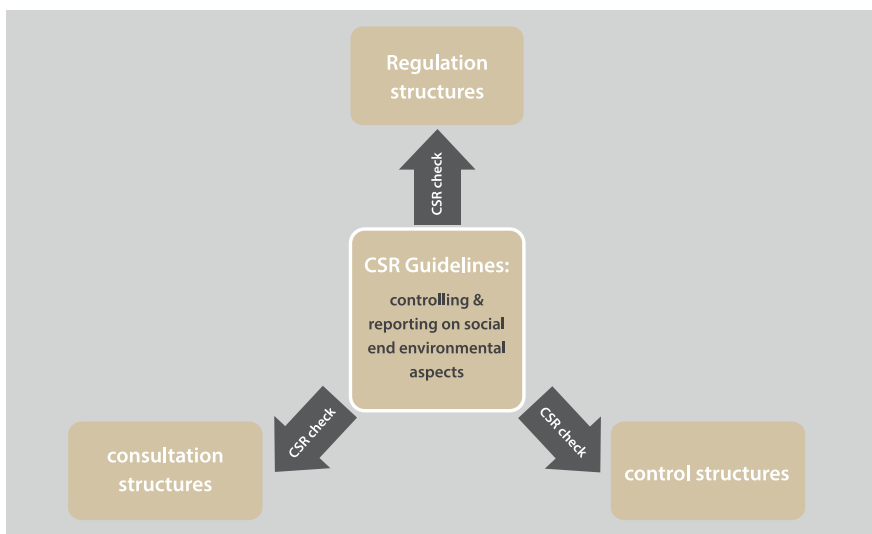 Regulation
structures
CSR check
CSR Guidelines:
controlling &
reporting on social
end environmental
aspects
CSR check
CSR check
consultation
structures
control structures